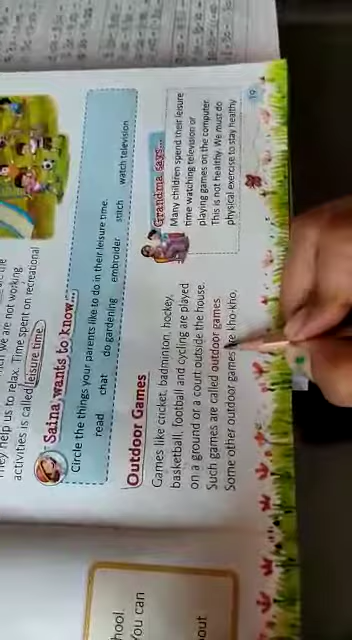 we are not working.
They help us to relax. Time spent on recreational
activities is called leisure time.
Saina wants to know...
Circle the things your parents like to do in their leisure time.
read chat do gardening embroider stitch watch television
Outdoor Games
Games like cricket, badminton, hockey,
basketball, football and cycling are played
on a ground or a court outside the house.
Such games are called outdoor games.
Some other outdoor games are kho-kho,
Grandma says...
Many children spend their leisure
time watching television or
playing games on the computer.
This is not healthy. We must do
physical exercise to stay healthy
19
hool.
You can
out